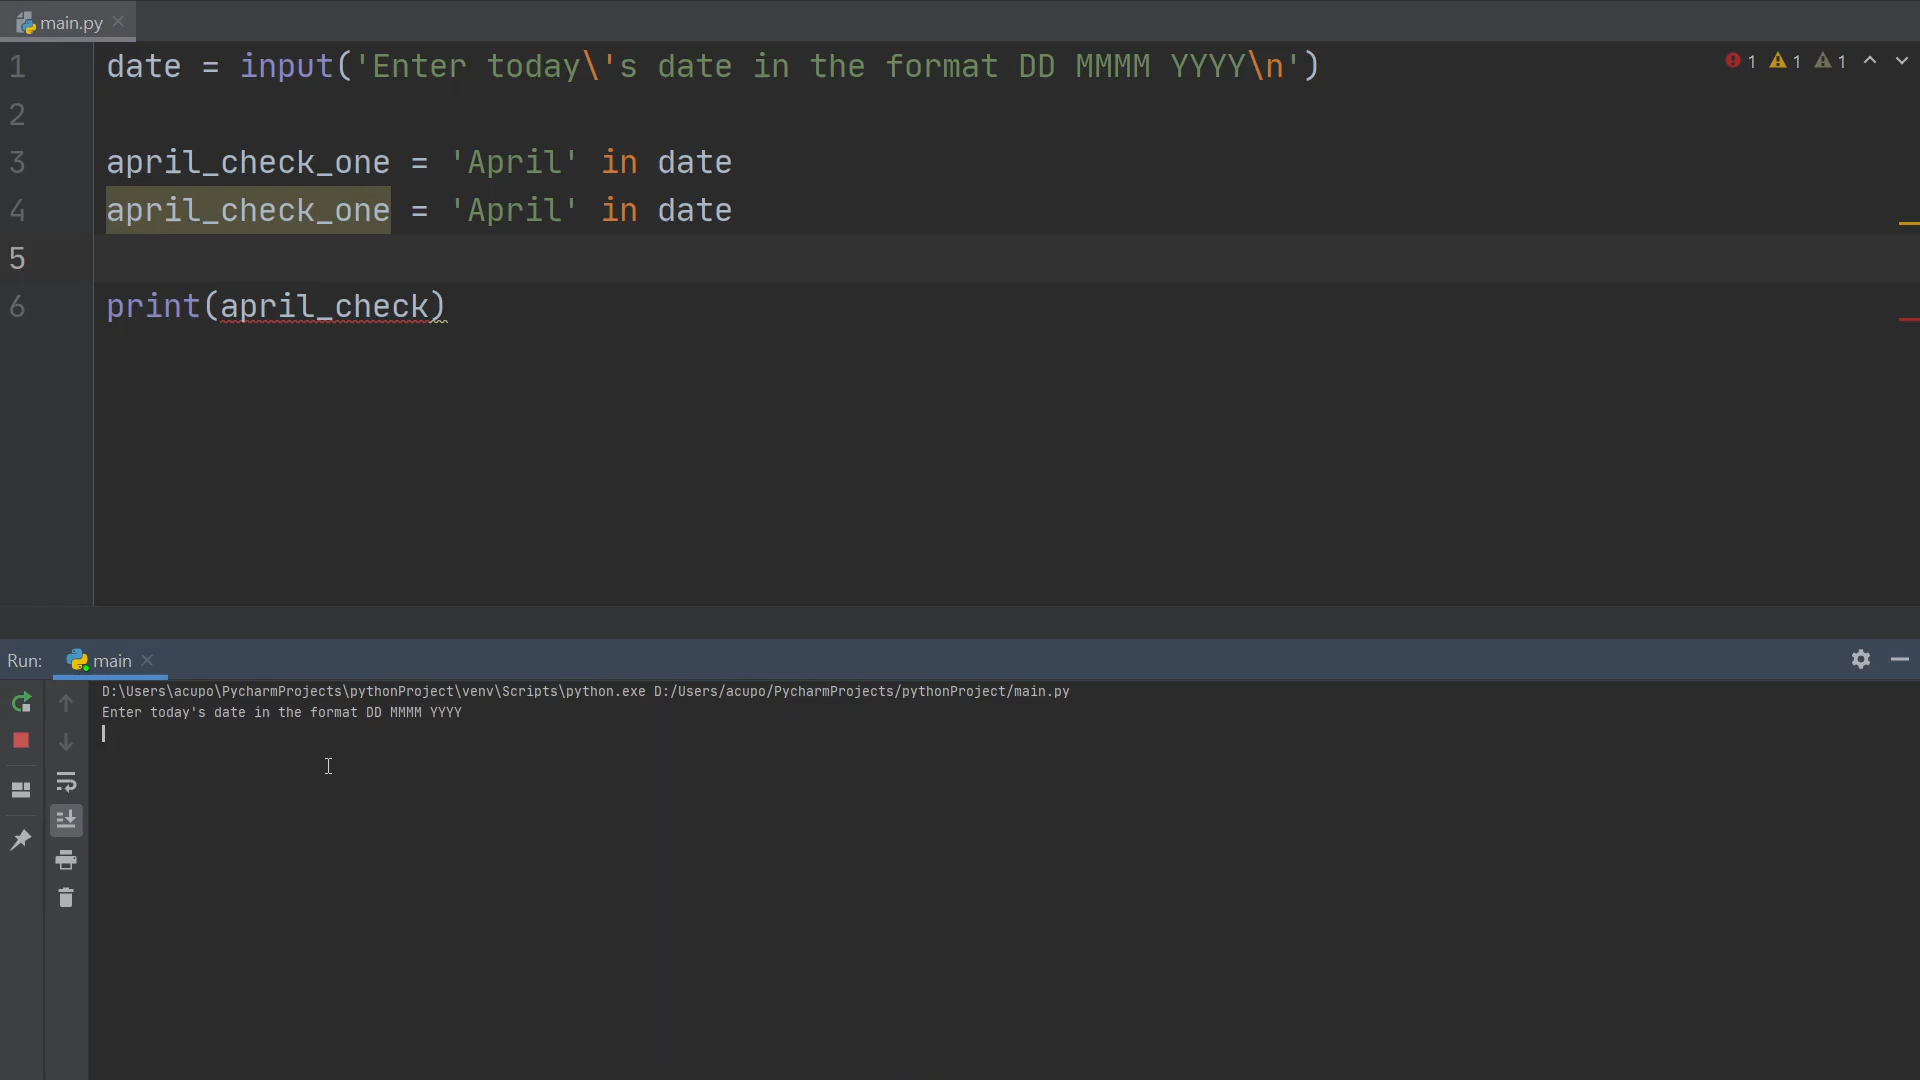 main.py
1 date = input('Enter today\'s date in the format DD MMMM YYYY\n')
1 1 1
2
3 april_check_one = 'April' in date
4 april_check_one = 'April' in date
5
6 print(april_check)
Run: main
D:\Users\acupo\PycharmProjects\pythonProject\venv\Scripts\python.exe D:/Users/acupo/PycharmProjects/pythonProject/main.py
Enter today's date in the format DD MMMM YYYY